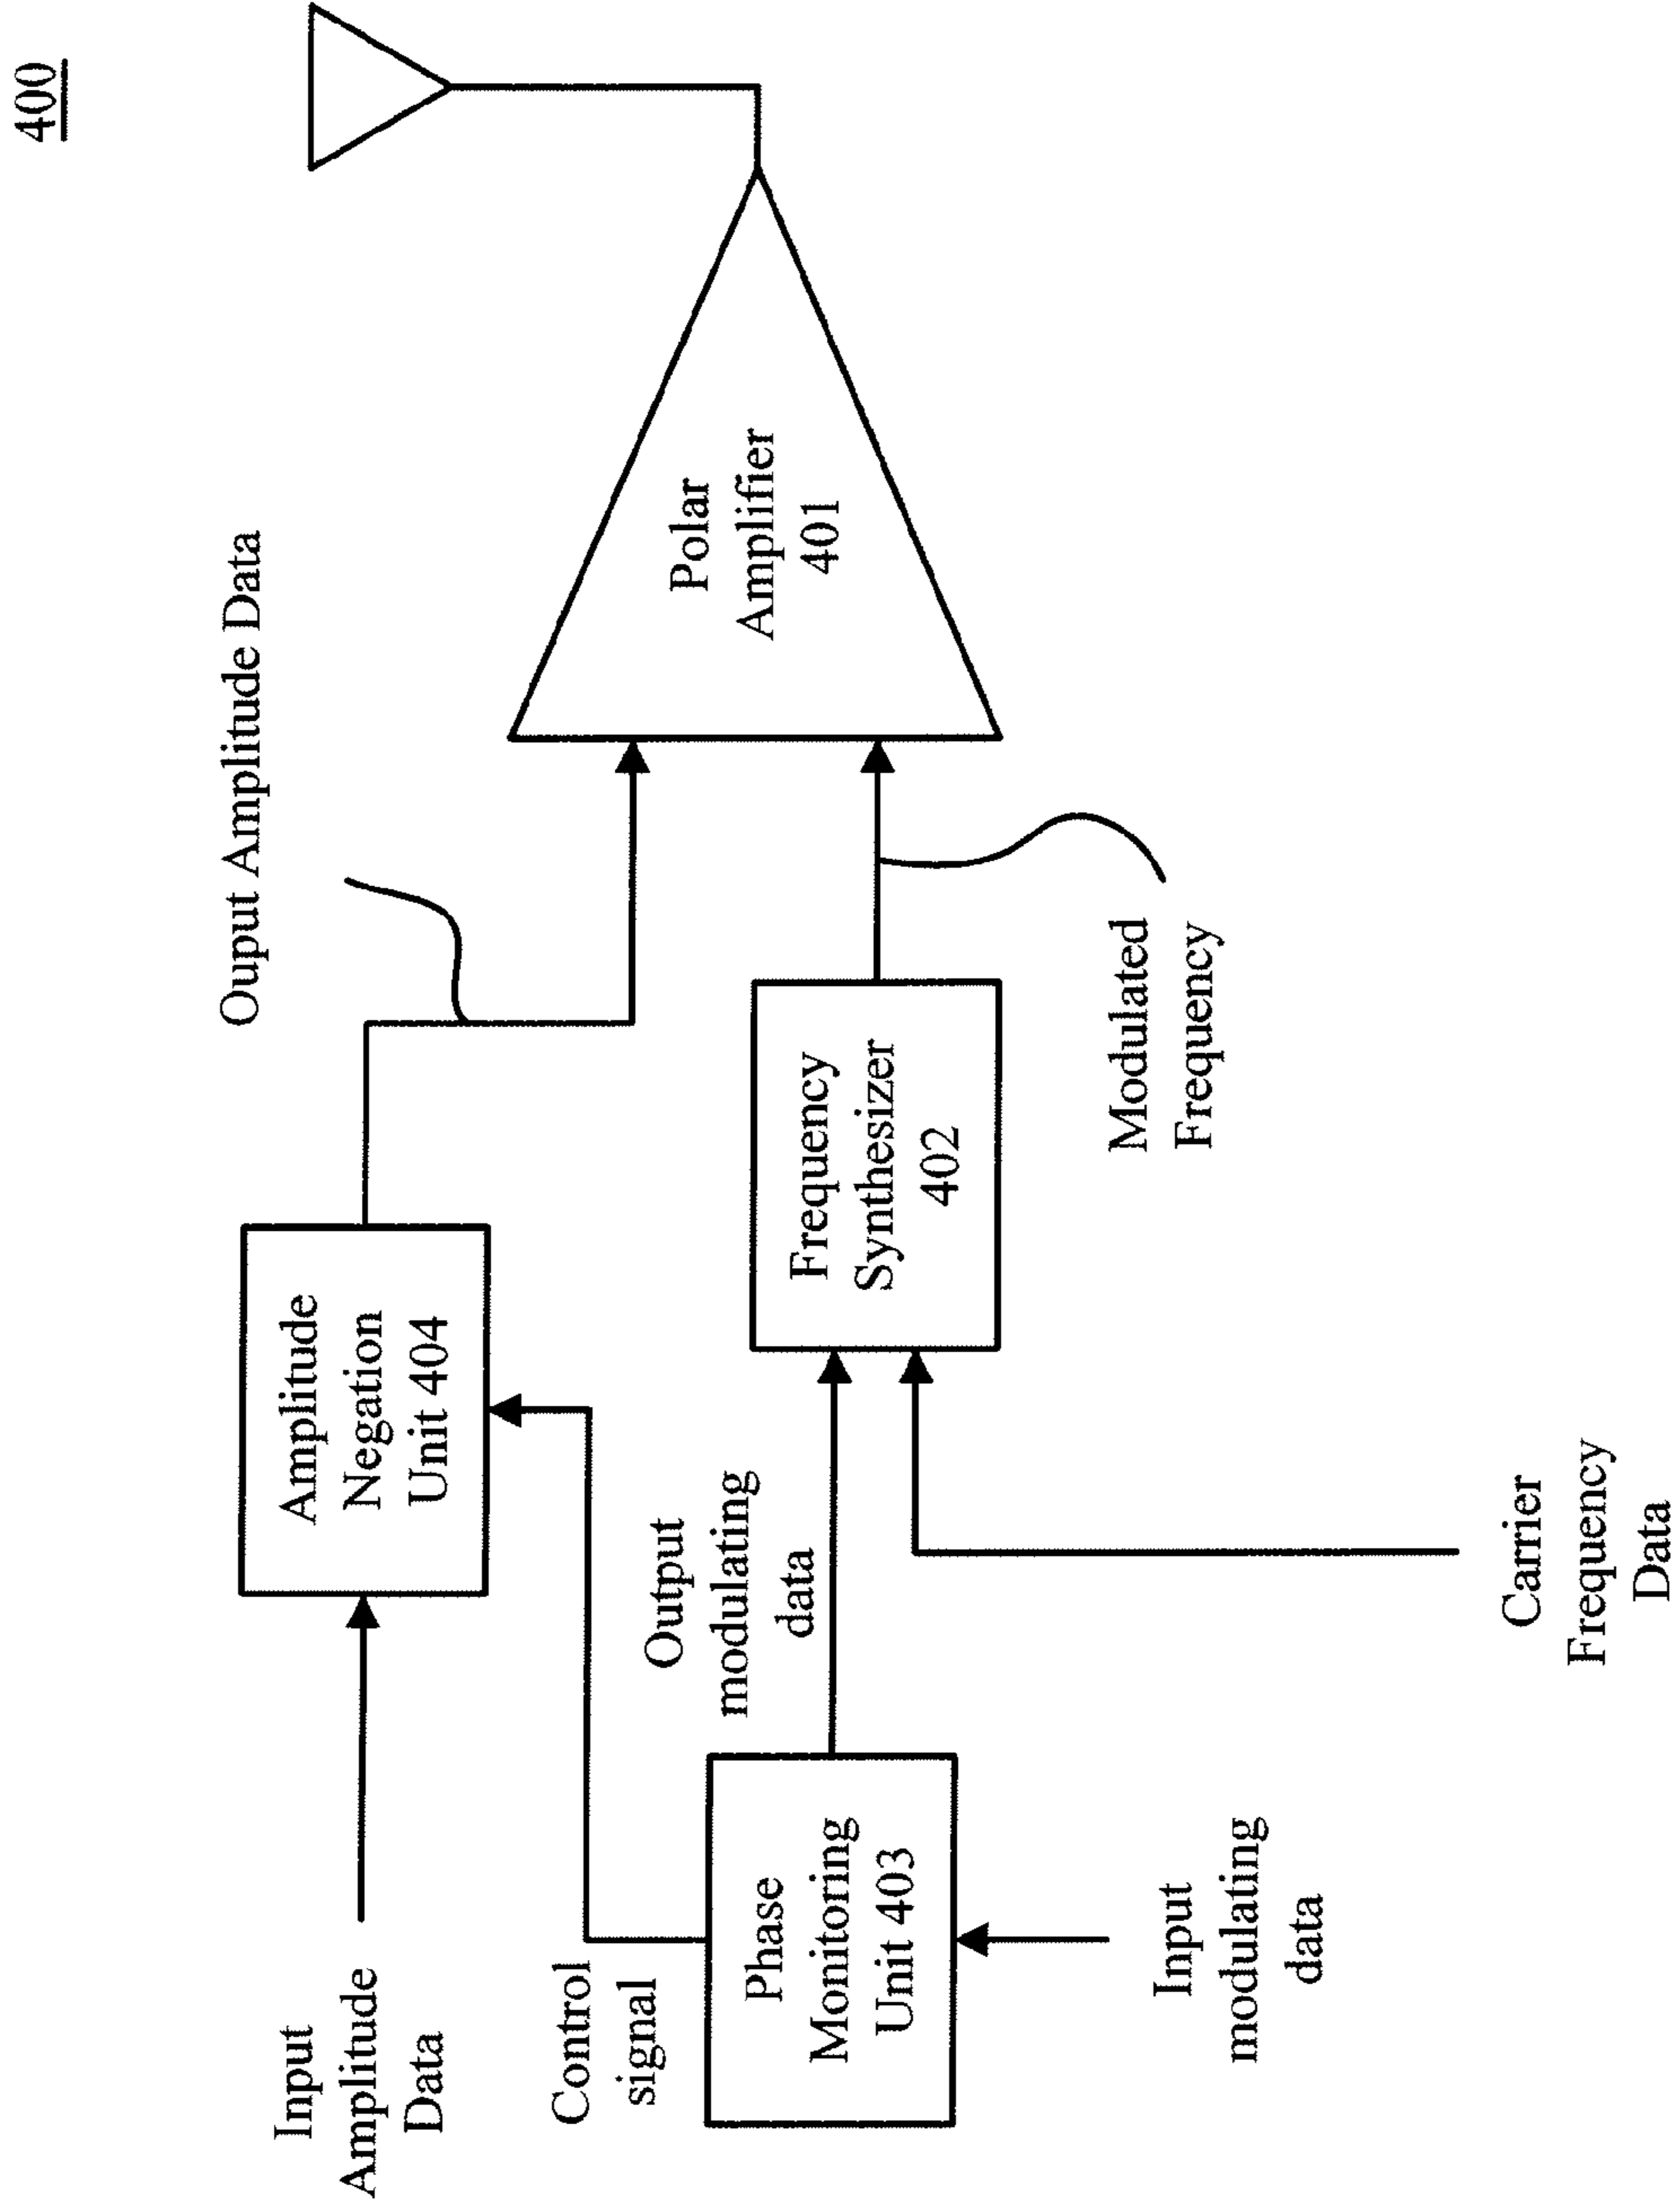 400
Input
Amplitude
Data
Amplitude
Negation
Unit 404
Ouput Amplitude Data
Control
signal
Output
modulating
data
Phase
Monitoring
Unit 403
Frequency
Synthesizer
402
Polar
Amplifier
401
Input
modulating
data
Modulated
Frequency
Carrier
Frequency
Data